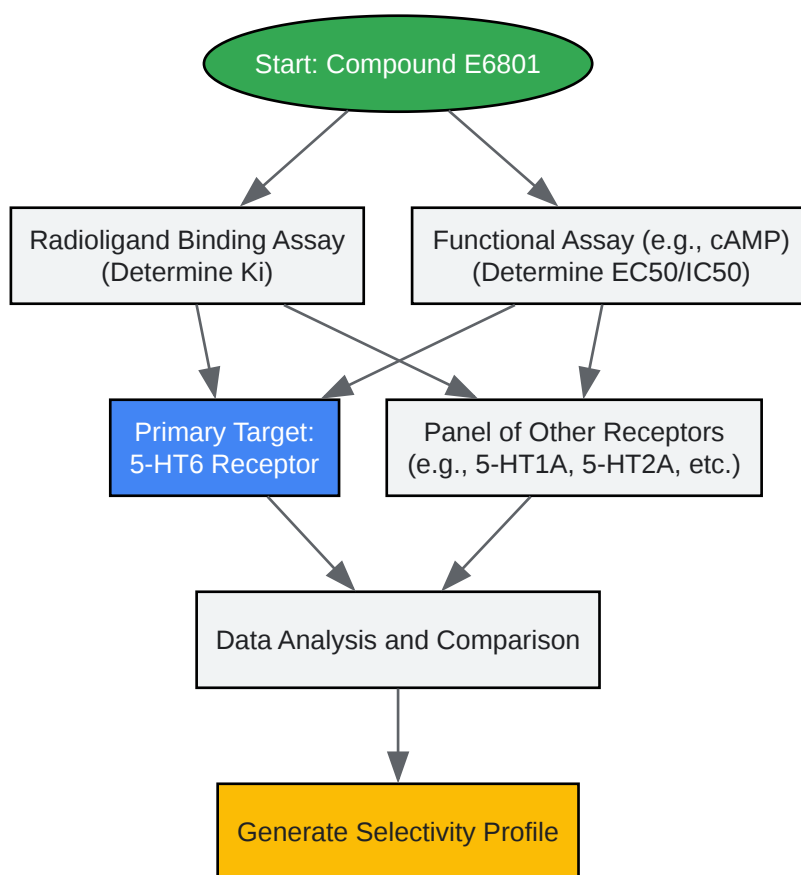 Start: Compound E6801
Radioligand Binding Assay
(Determine Ki)
Functional Assay (e.g., cAMP)
(Determine EC50/IC50)
Primary Target:
5-HT6 Receptor
Panel of Other Receptors
(e.g., 5-HT1A, 5-HT2A, etc.)
Data Analysis and Comparison
Generate Selectivity Profile